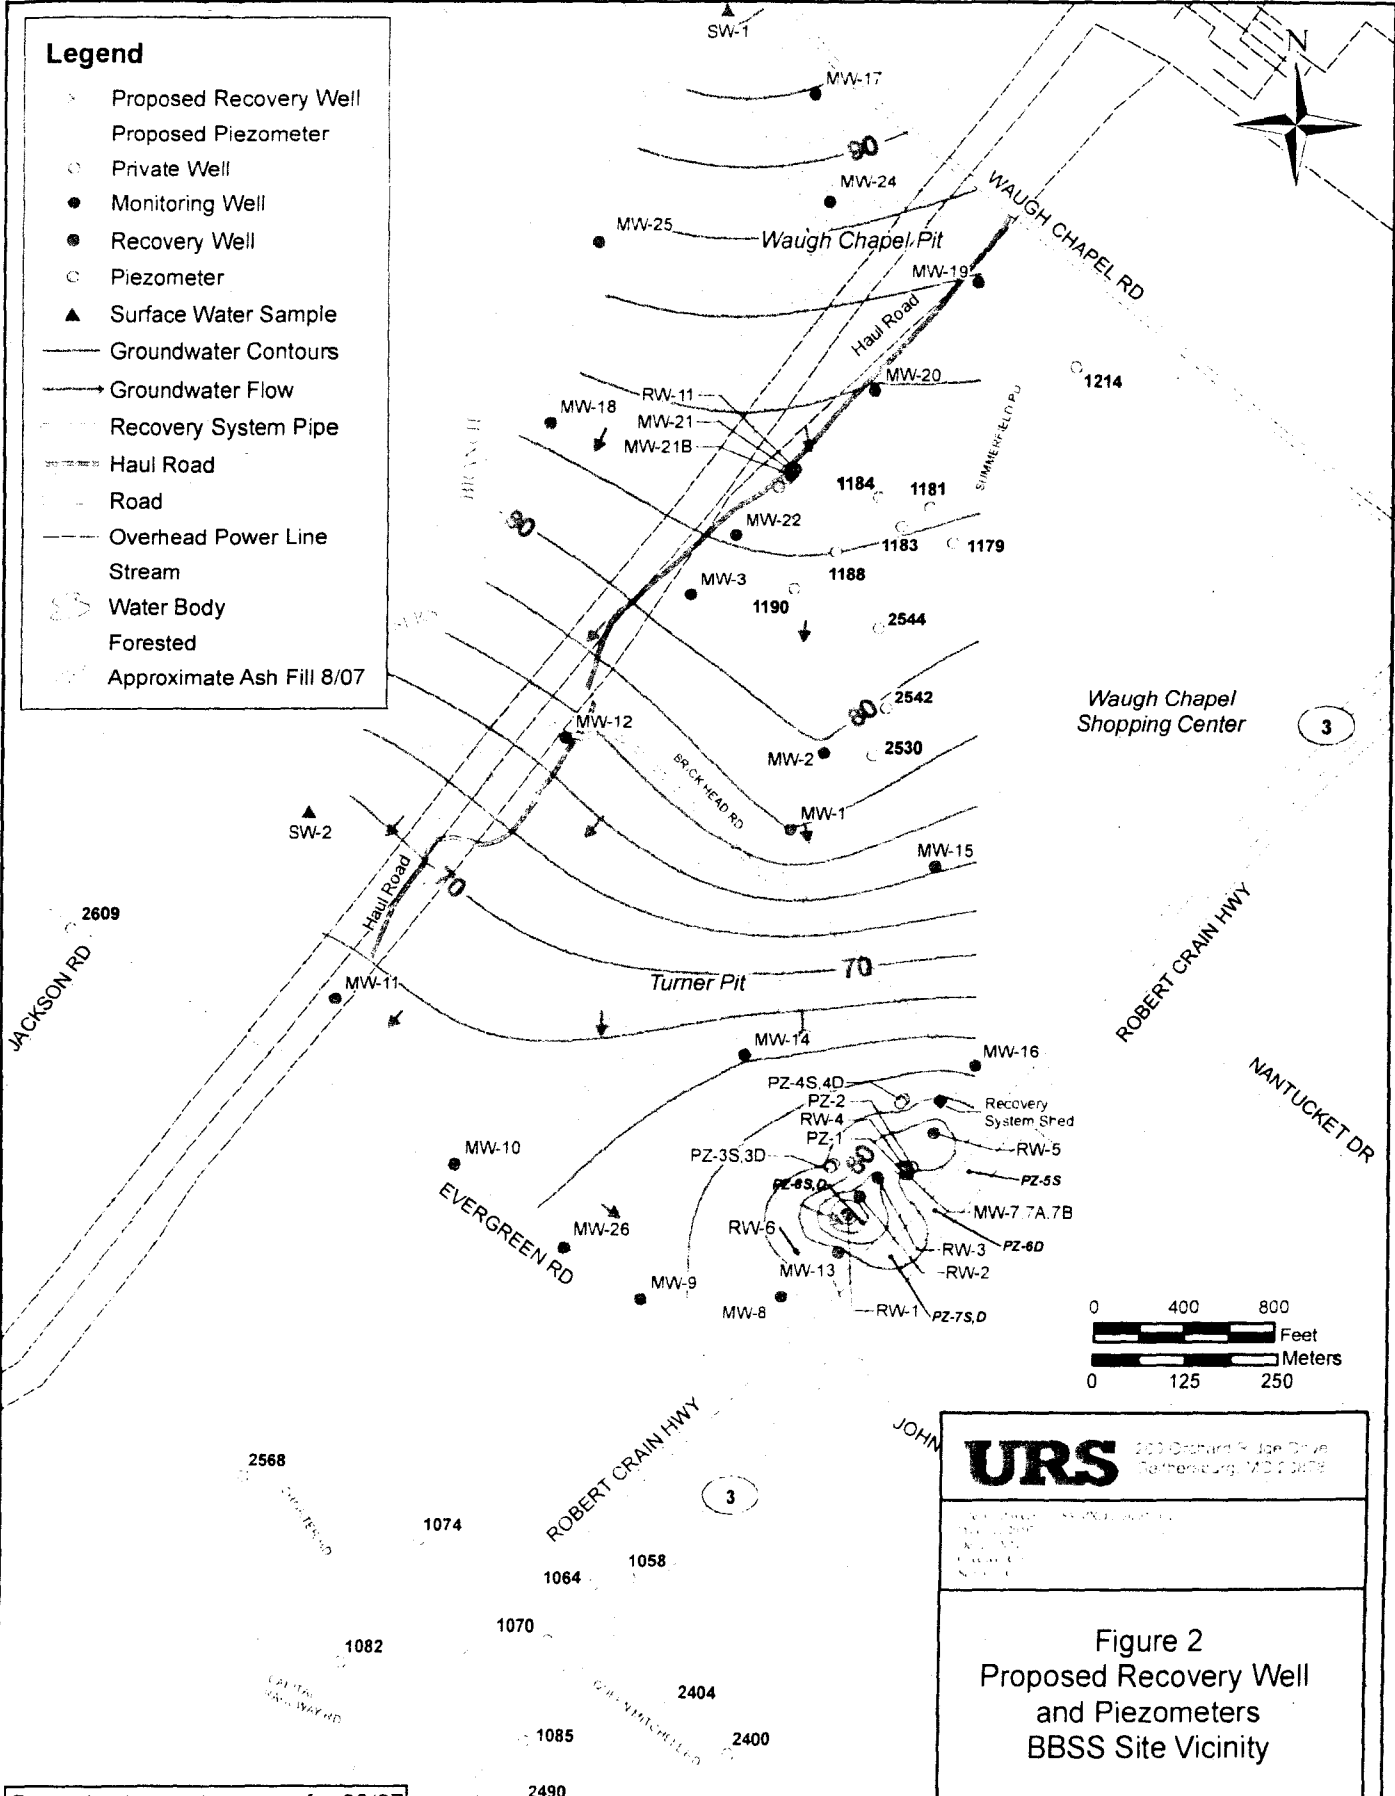 Legend
Proposed Recovery Well
Proposed Piezometer
Private Well
Monitoring Well
Recovery Well
Piezometer
Surface Water Sample
Groundwater Contours
Groundwater Flow
Recovery System Pipe
Haul Road
Road
Overhead Power Line
Stream
Water Body
Forested
Approximate Ash Fill 8/07
SW-1
N
MW-17
90
MW-24
WAUGH CHAPEL RD
MW-25
Waugh Chapel Pit
MW-19
Haul Road
MW-20
1214
RW-11
MW-18
MW-21
MW-21B
BRANCH
SUMMERFIELD RD
1184
1181
80
MW-22
1183
1179
1188
MW-3
1190
2544
2542
80
Waugh Chapel
Shopping Center
3
MW-12
MW-2
2530
BRICK HEAD RD
SW-2
MW-1
MW-15
Haul Road
70
2609
JACKSON RD
ROBERT CRAIN HWY
70
Turner Pit
MW-11
MW-14
MW-16
NANTUCKET DR
PZ-4S,4D
PZ-2
RW-4
PZ-1
Recovery
System Shed
MW-10
PZ-3S,3D
80
RW-5
PZ-5S
PZ-8S,D
EVERGREEN RD
MW-26
MW-7,7A,7B
RW-6
RW-3
PZ-6D
MW-13
RW-2
MW-9
MW-8
RW-1
PZ-7S,D
0 400 800
Feet
Meters
0 125 250
ROBERT CRAIN HWY
JOHN
2568
3
1074
1058
1064
1070
1082
2404
1085
2400
2490
URS
Figure 2
Proposed Recovery Well
and Piezometers
BBSS Site Vicinity